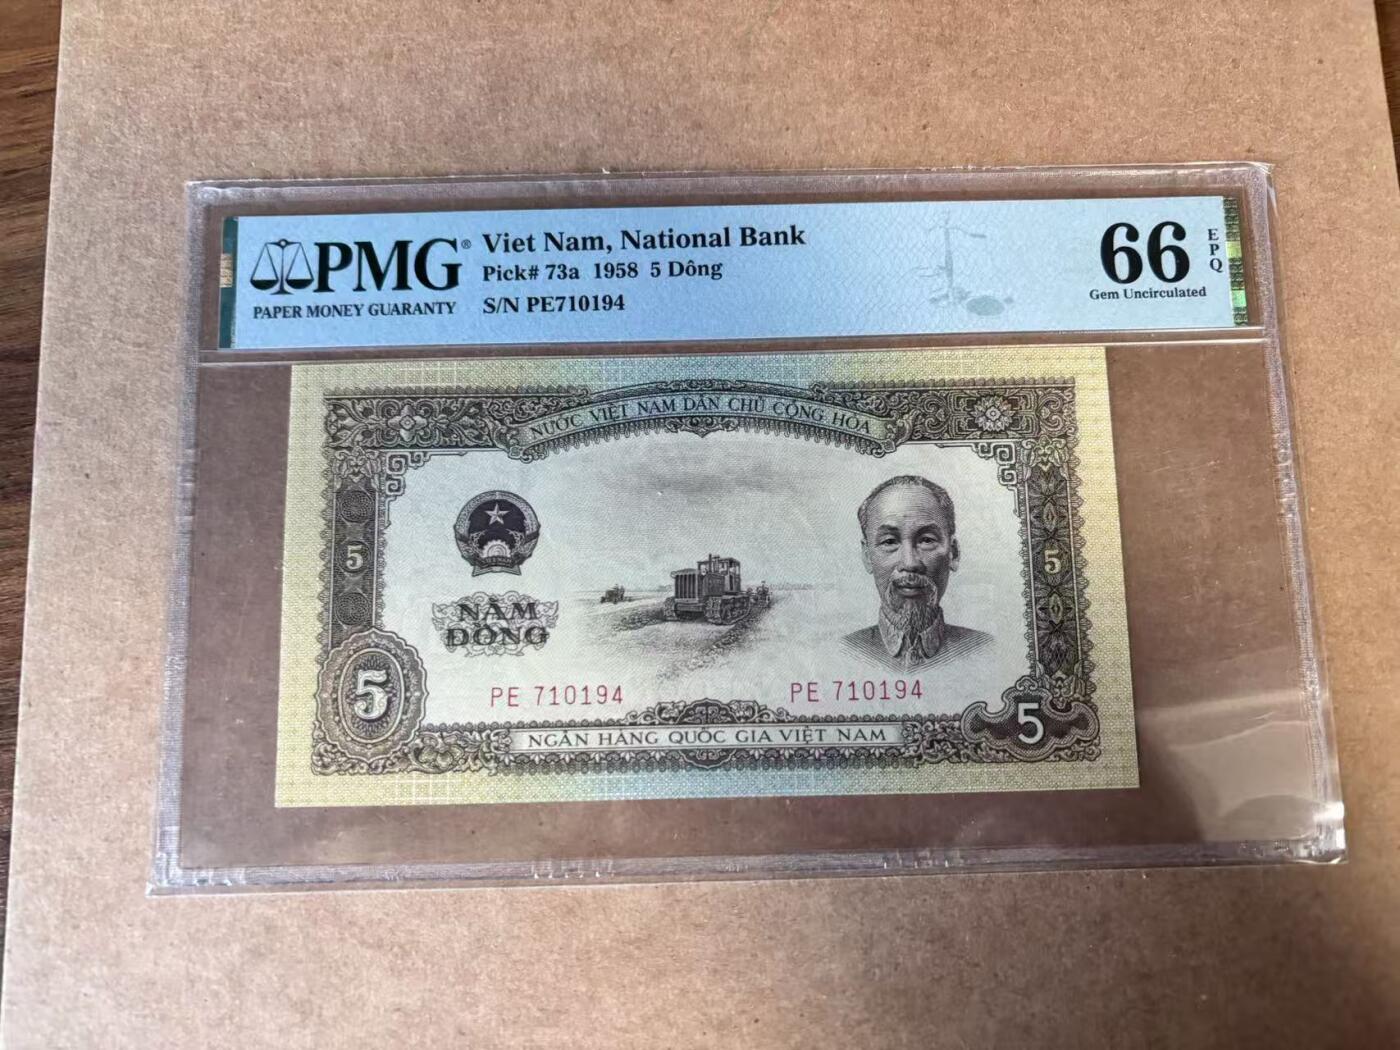 PMG®
PAPER MONEY GUARANTY
Viet Nam, National Bank
Pick# 73a 1958 5 Dông
S/N PE710194
66
EPQ
Gem Uncirculated
NƯỚC VIỆT NAM DÂN CHỦ CỘNG HÒA
5
5
NĂM
ĐỒNG
5
PE 710194
PE 710194
5
NGÂN HÀNG QUỐC GIA VIỆT NAM